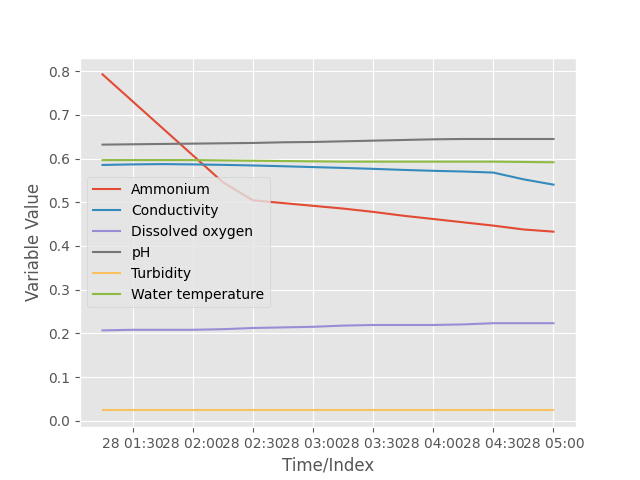 0.8
0.7
0.6
0.5
0.4
0.3
0.2
0.1
0.0
Variable Value
Ammonium
Conductivity
Dissolved oxygen
pH
Turbidity
Water temperature
28 01:30 28 02:00 28 02:30 28 03:00 28 03:30 28 04:00 28 04:30 28 05:00
Time/Index